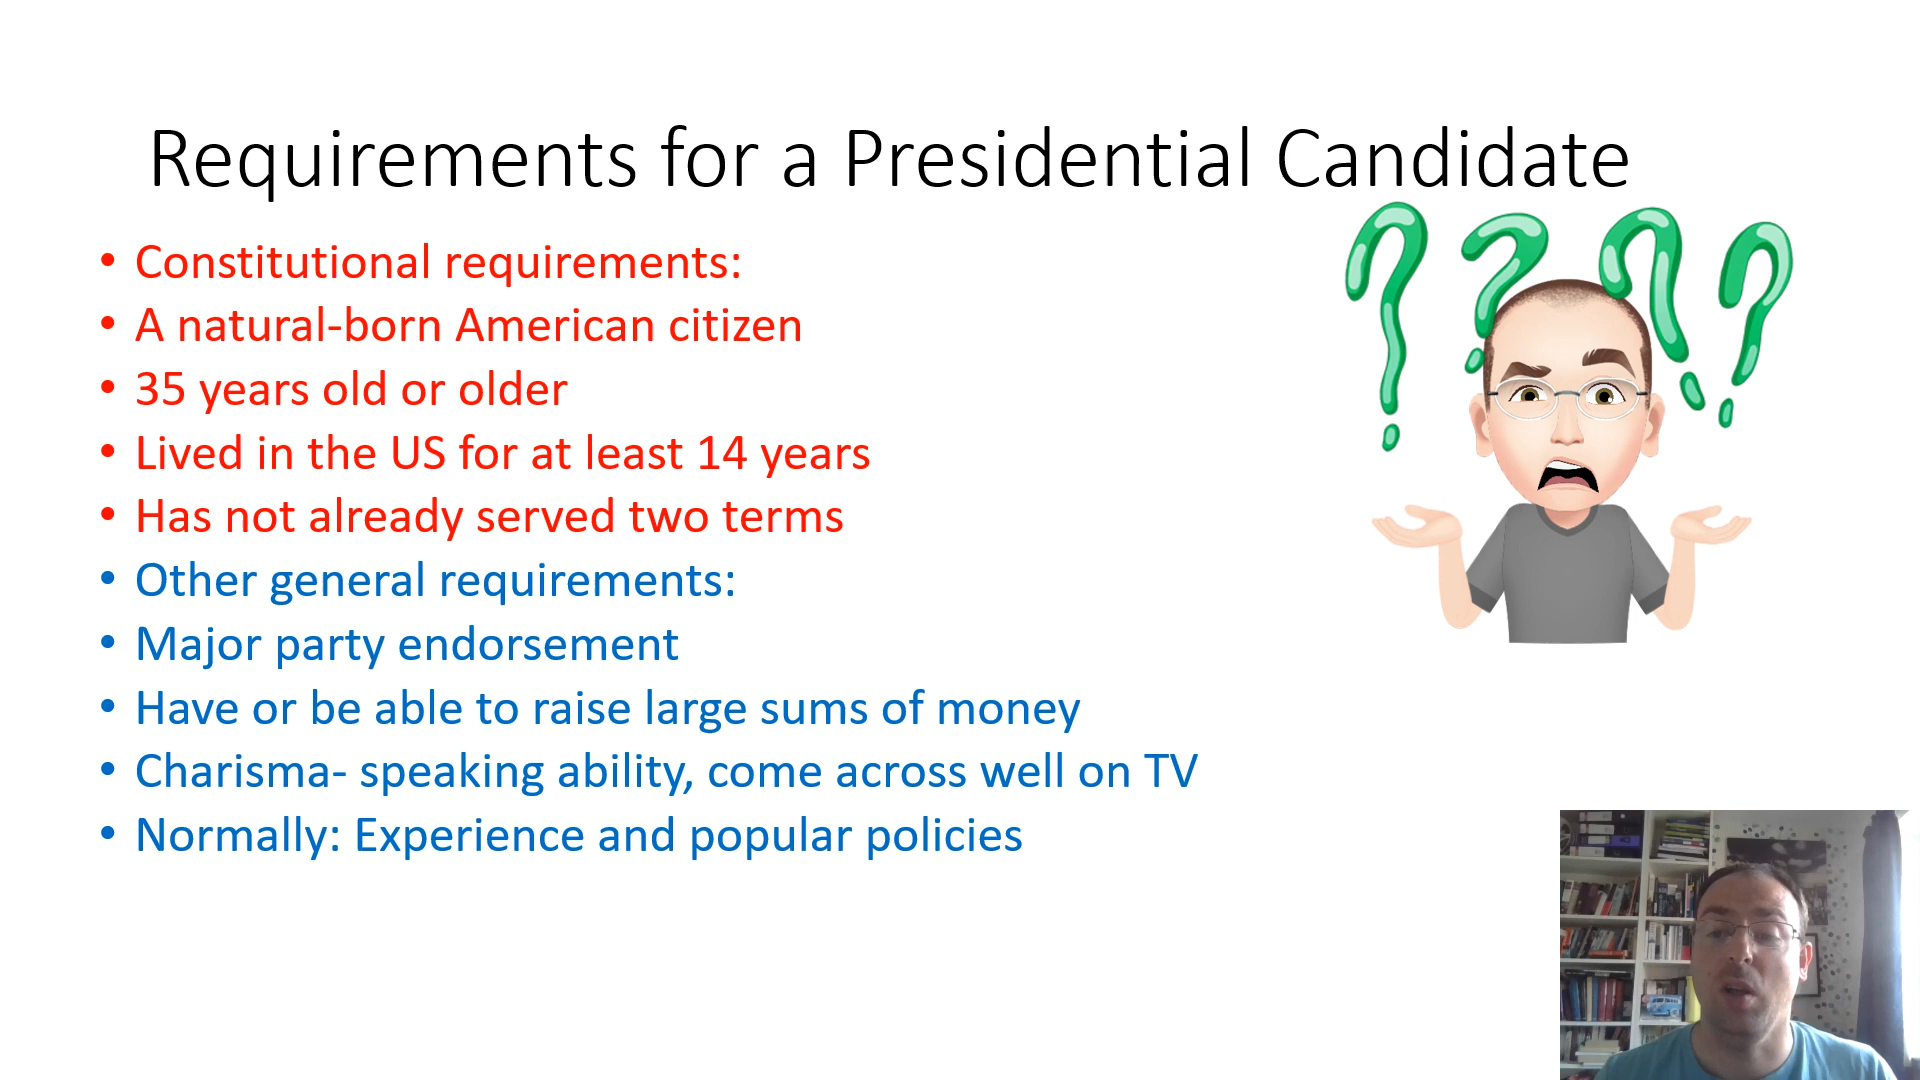 Requirements for a Presidential Candidate
• Constitutional requirements:
• A natural-born American citizen
• 35 years old or older
• Lived in the US for at least 14 years
• Has not already served two terms
• Other general requirements:
• Major party endorsement
• Have or be able to raise large sums of money
• Charisma- speaking ability, come across well on TV
• Normally: Experience and popular policies